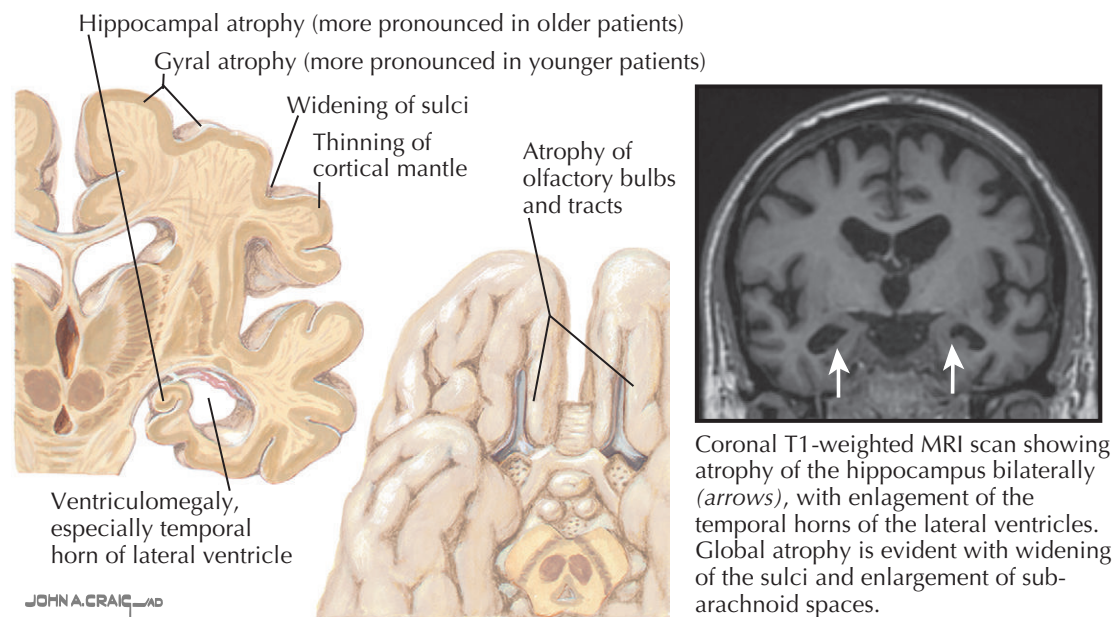 Hippocampal atrophy (more pronounced in older patients)
Gyral atrophy (more pronounced in younger patients)
Widening of sulci
Thinning of
cortical mantle
Atrophy of
olfactory bulbs
and tracts
Ventriculomegaly,
especially temporal
horn of lateral ventricle
JOHN A. CRAIG_AD
Coronal T1-weighted MRI scan showing
atrophy of the hippocampus bilaterally
(arrows), with enlagement of the
temporal horns of the lateral ventricles.
Global atrophy is evident with widening
of the sulci and enlargement of sub-
arachnoid spaces.